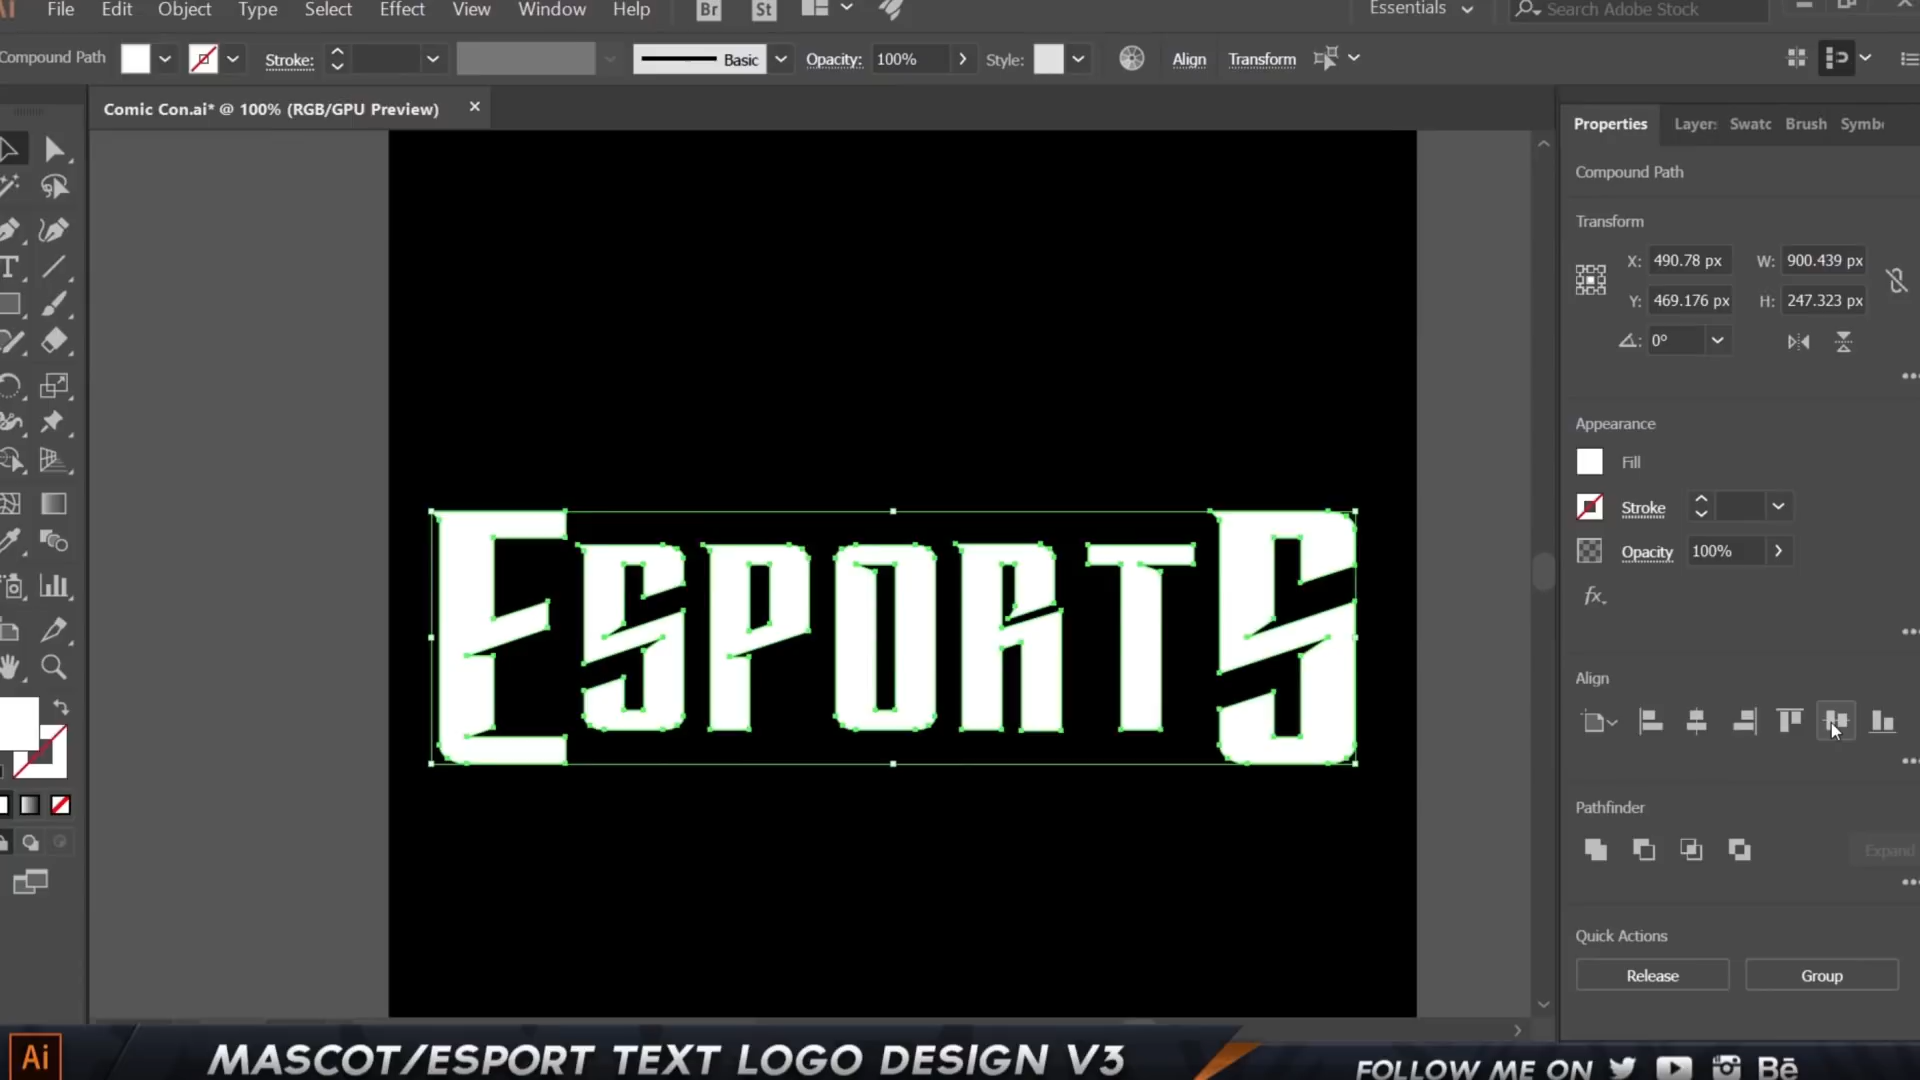 File Edit Object Type Select Effect View Window Help Br St Essentials Search Adobe Stock
Compound Path Stroke: Basic Opacity: 100% Style: Align Transform
Comic Con.ai* @ 100% (RGB/GPU Preview) ×
Properties Layer Swatc Brush Symb
Compound Path
Transform
X: 490.78 px W: 900.439 px
Y: 469.176 px H: 247.323 px
0°
Appearance
Fill
Stroke
Opacity 100%
fx.
ESPORTS
Align
Pathfinder
Expand
Quick Actions
Release Group
Ai MASCOT/ESPORT TEXT LOGO DESIGN V3 FOLLOW ME ON Bē